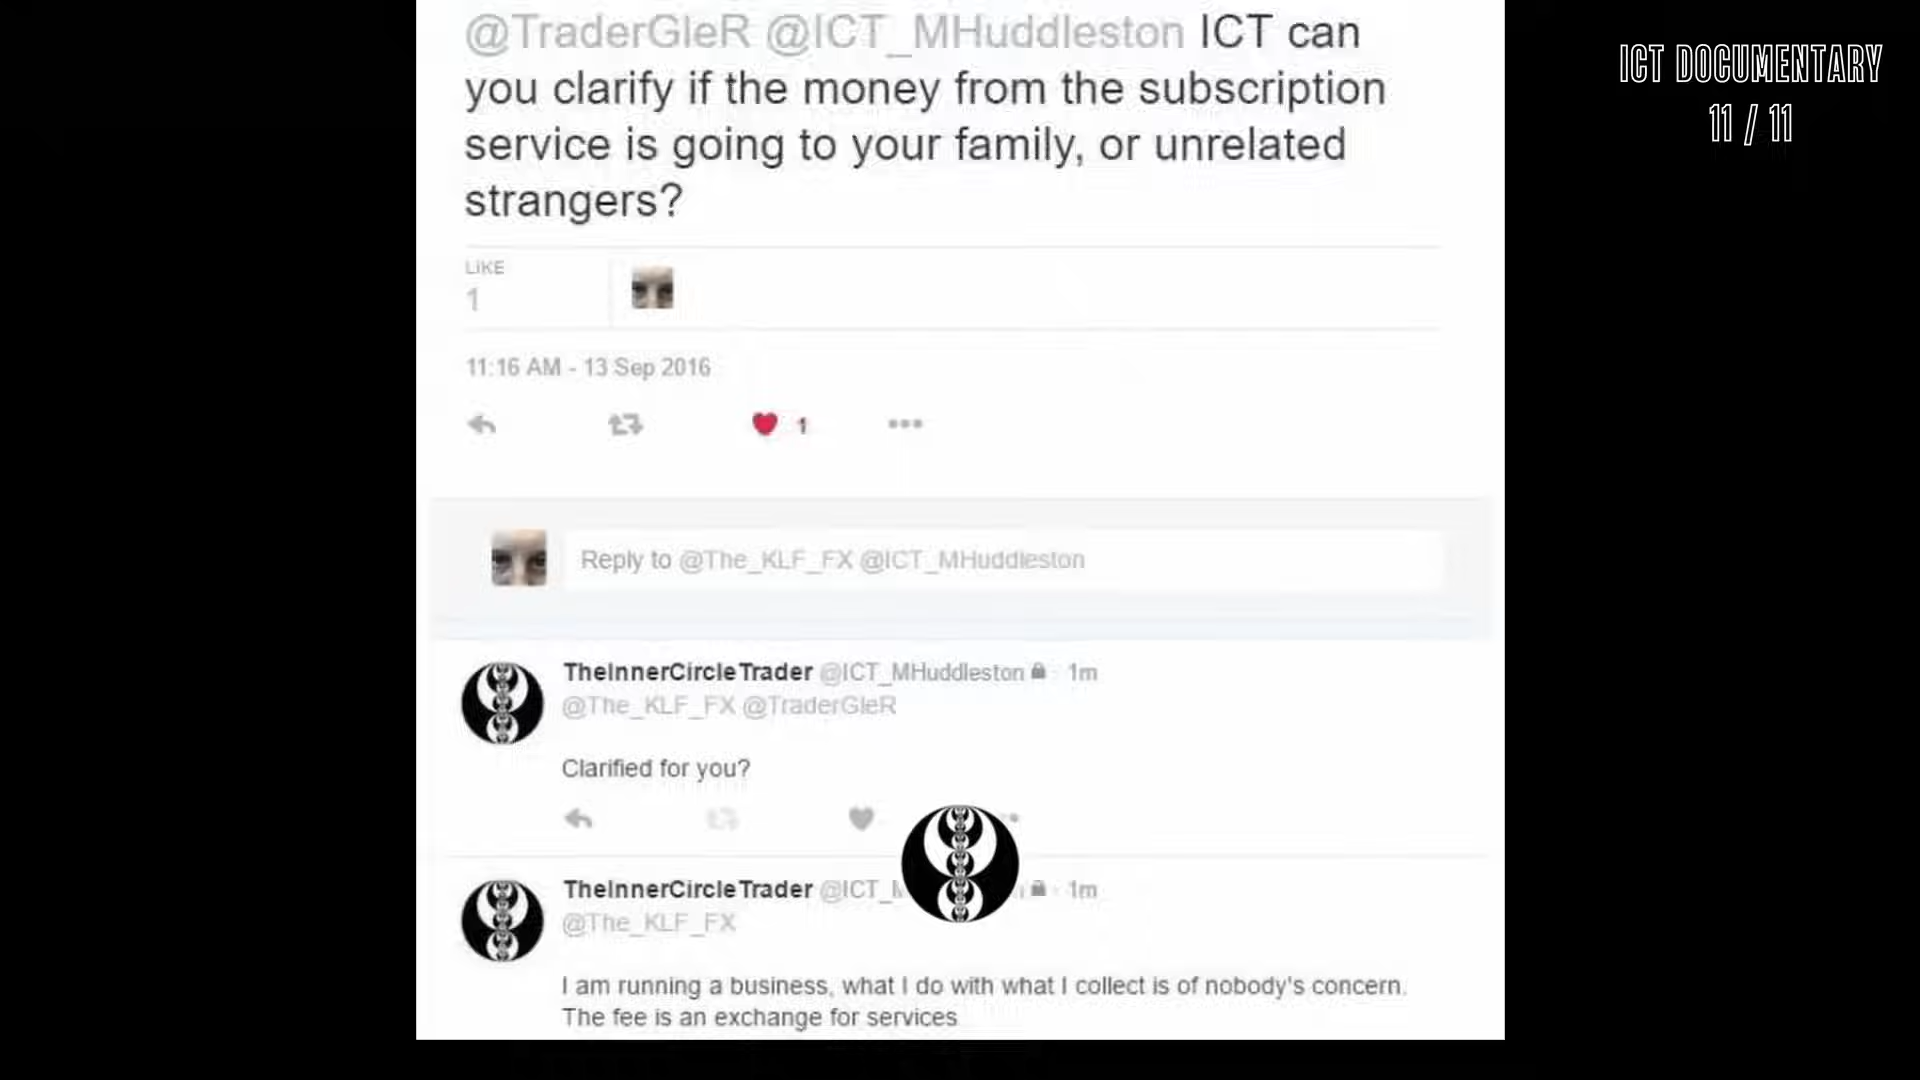 @TraderGleR @ICT_MHuddleston ICT can
you clarify if the money from the subscription
service is going to your family, or unrelated
strangers?
ICT DOCUMENTARY
11 / 11
LIKE
1
11:16 AM - 13 Sep 2016
1
Reply to @The_KLF_FX @ICT_MHuddleston
TheInnerCircleTrader @ICT_MHuddleston · 1m
@The_KLF_FX @TraderGleR
Clarified for you?
TheInnerCircleTrader @ICT_ · 1m
@The_KLF_FX
I am running a business, what I do with what I collect is of nobody's concern.
The fee is an exchange for services